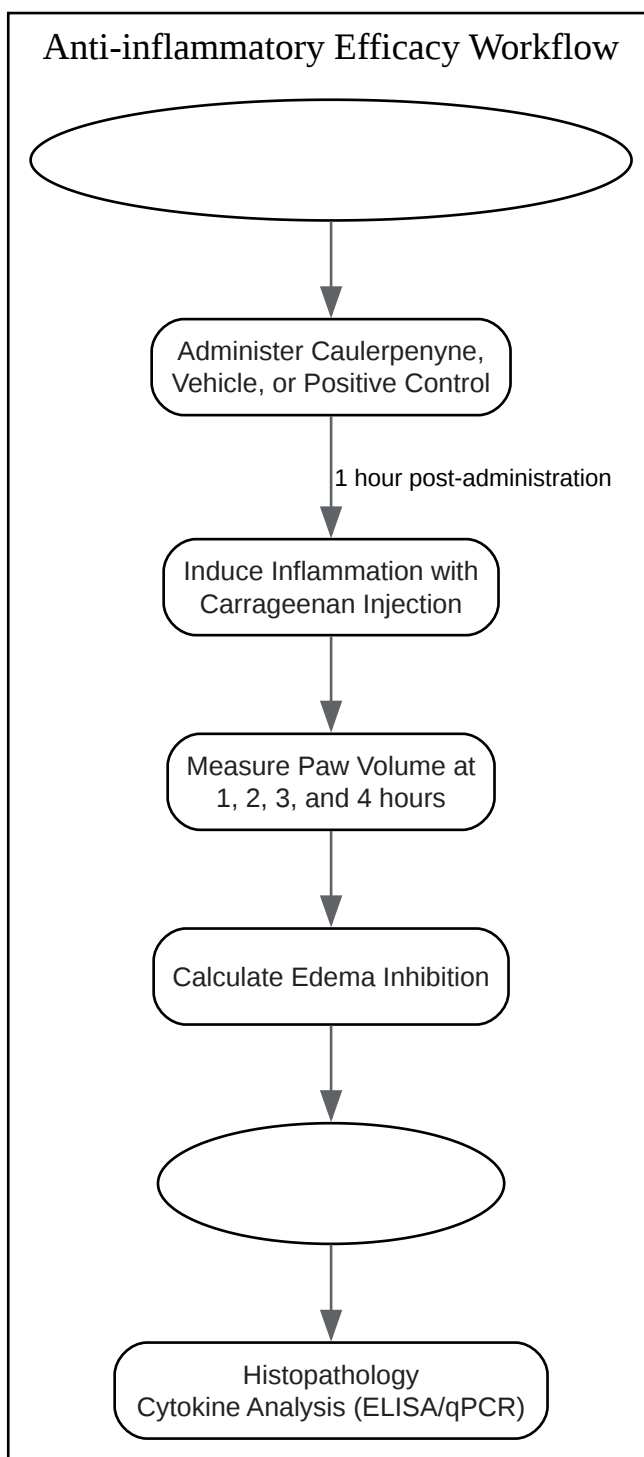 Anti-inflammatory Efficacy Workflow
Administer Caulerpenyne,
Vehicle, or Positive Control
1 hour post-administration
Induce Inflammation with
Carrageenan Injection
Measure Paw Volume at
1, 2, 3, and 4 hours
Calculate Edema Inhibition
Histopathology
Cytokine Analysis (ELISA/qPCR)